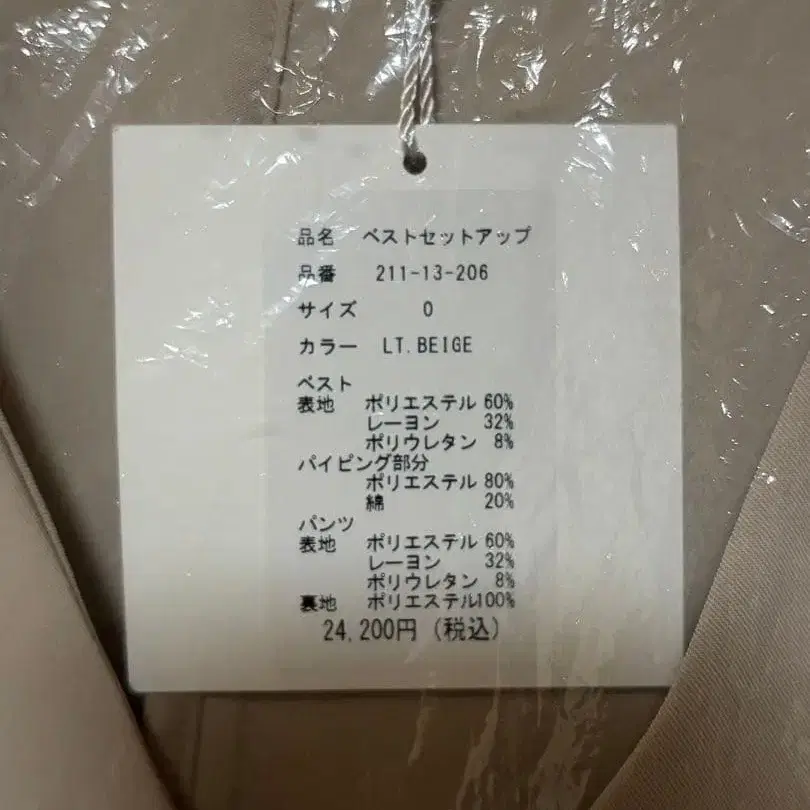 品名 ベストセットアップ
品番 211-13-206
サイズ 0
カラー LT.BEIGE
ベスト
表地 ポリエステル 60%
レーヨン 32%
ポリウレタン 8%
パイピング部分
ポリエステル 80%
綿 20%
パンツ
表地 ポリエステル 60%
レーヨン 32%
ポリウレタン 8%
裏地 ポリエステル100%
24,200円(税込)